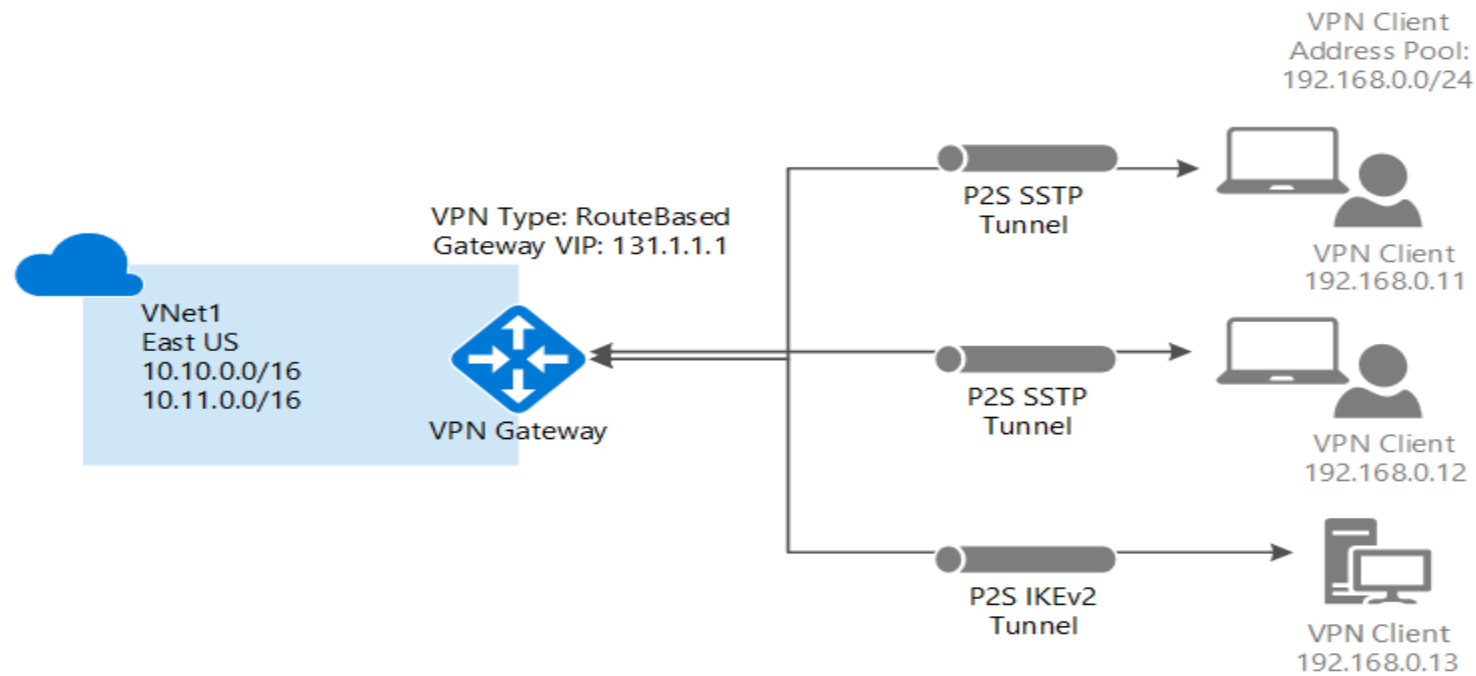 VPN Client
Address Pool:
192.168.0.0/24
P2S SSTP
Tunnel
VPN Type: RouteBased
Gateway VIP: 131.1.1.1
VPN Client
192.168.0.11
VNet1
East US
10.10.0.0/16
10.11.0.0/16
VPN Gateway
P2S SSTP
Tunnel
VPN Client
192.168.0.12
P2S IKEv2
Tunnel
VPN Client
192.168.0.13